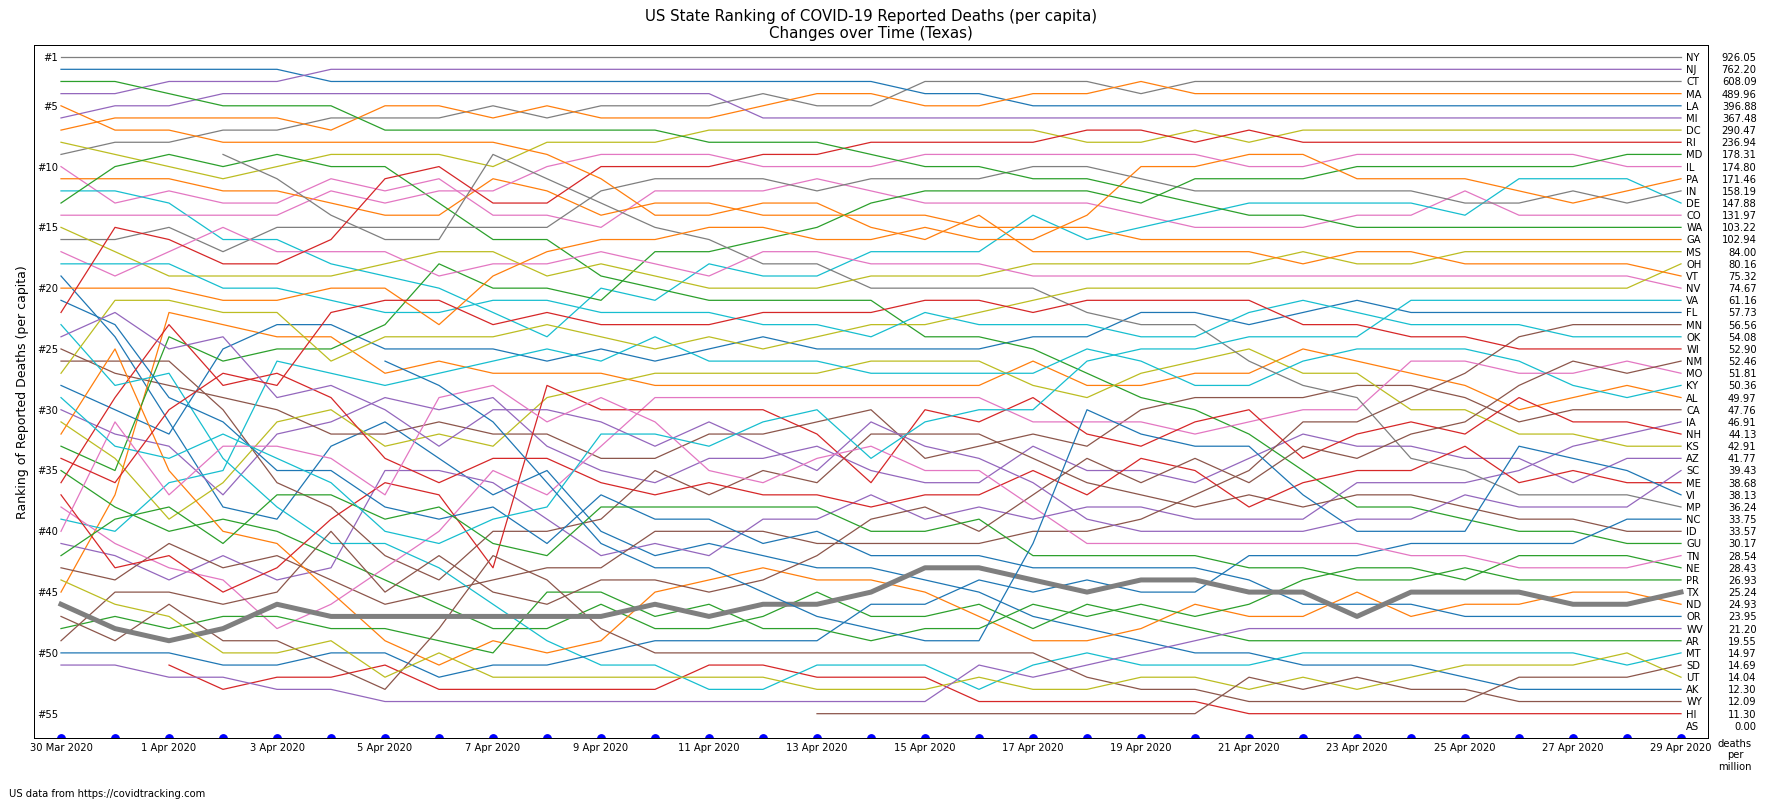 US State Ranking of COVID-19 Reported Deaths (per capita)
Changes over Time (Texas)
Ranking of Reported Deaths (per capita)
#1
#5
#10
#15
#20
#25
#30
#35
#40
#45
#50
#55
NY 926.05
NJ 762.20
CT 608.09
MA 489.96
LA 396.88
MI 367.48
DC 290.47
RI 236.94
MD 178.31
IL 174.80
PA 171.46
IN 158.19
DE 147.88
CO 131.97
WA 103.22
GA 102.94
MS 84.00
OH 80.16
VT 75.32
NV 74.67
VA 61.16
FL 57.73
MN 56.56
OK 54.08
WI 52.90
NM 52.46
MO 51.81
KY 50.36
AL 49.97
CA 47.76
IA 46.91
NH 44.13
KS 42.91
AZ 41.77
SC 39.43
ME 38.68
VI 38.13
MP 36.24
NC 33.75
ID 33.57
GU 30.17
TN 28.54
NE 28.43
PR 26.93
TX 25.24
ND 24.93
OR 23.95
WV 21.20
AR 19.55
MT 14.97
SD 14.69
UT 14.04
AK 12.30
WY 12.09
HI 11.30
AS 0.00
30 Mar 2020
1 Apr 2020
3 Apr 2020
5 Apr 2020
7 Apr 2020
9 Apr 2020
11 Apr 2020
13 Apr 2020
15 Apr 2020
17 Apr 2020
19 Apr 2020
21 Apr 2020
23 Apr 2020
25 Apr 2020
27 Apr 2020
29 Apr 2020
deaths
per
million
US data from https://covidtracking.com